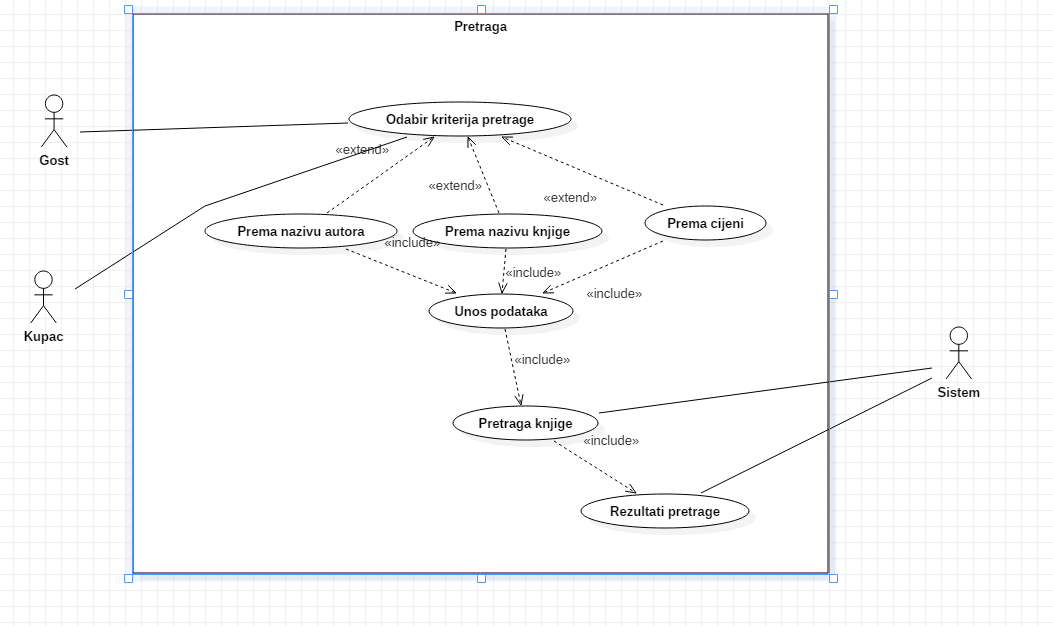 Pretraga
Odabir kriterija pretrage
Gost
«extend»
«extend»
«extend»
Prema nazivu autora
Prema nazivu knjige
Prema cijeni
«include»
«include»
«include»
Unos podataka
Kupac
«include»
Sistem
Pretraga knjige
«include»
Rezultati pretrage